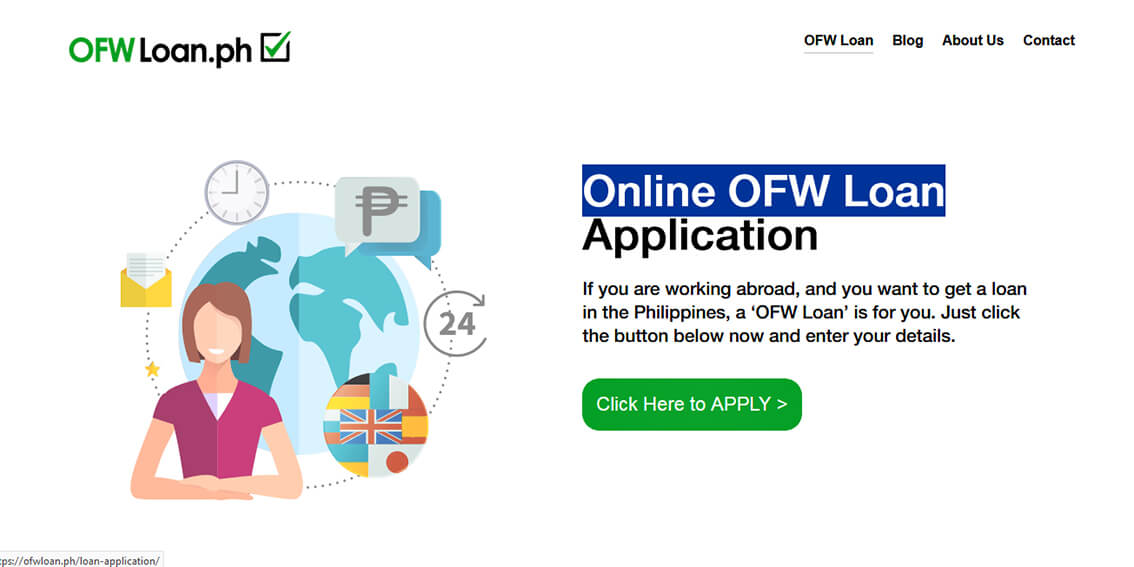 OFW Loan.ph
OFW Loan Blog About Us Contact
Online OFW Loan
Application
24
If you are working abroad, and you want to get a loan
in the Philippines, a ‘OFW Loan’ is for you. Just click
the button below now and enter your details.
Click Here to APPLY >
tps://ofwloan.ph/loan-application/